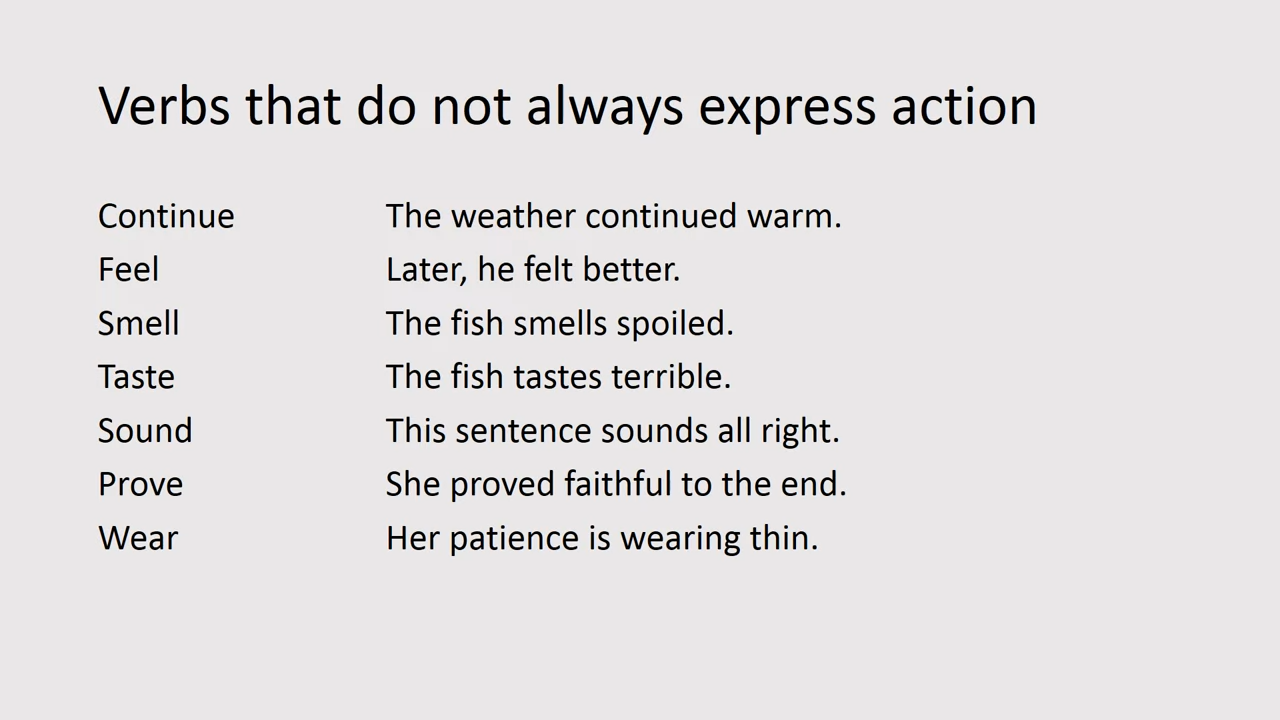 Verbs that do not always express action
Continue The weather continued warm.
Feel Later, he felt better.
Smell The fish smells spoiled.
Taste The fish tastes terrible.
Sound This sentence sounds all right.
Prove She proved faithful to the end.
Wear Her patience is wearing thin.